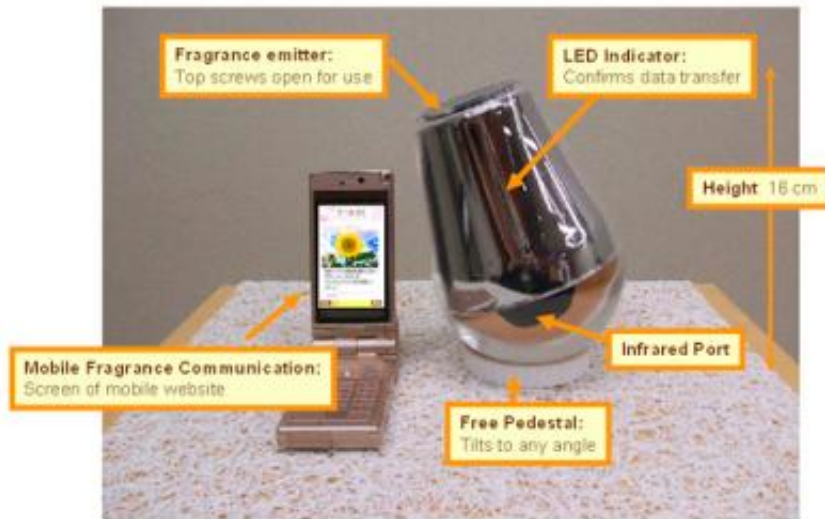 Fragrance emitter:
Top screws open for use
LED Indicator:
Confirms data transfer
Height 16 cm
Infrared Port
Mobile Fragrance Communication:
Screen of mobile website
Free Pedestal:
Tilts to any angle